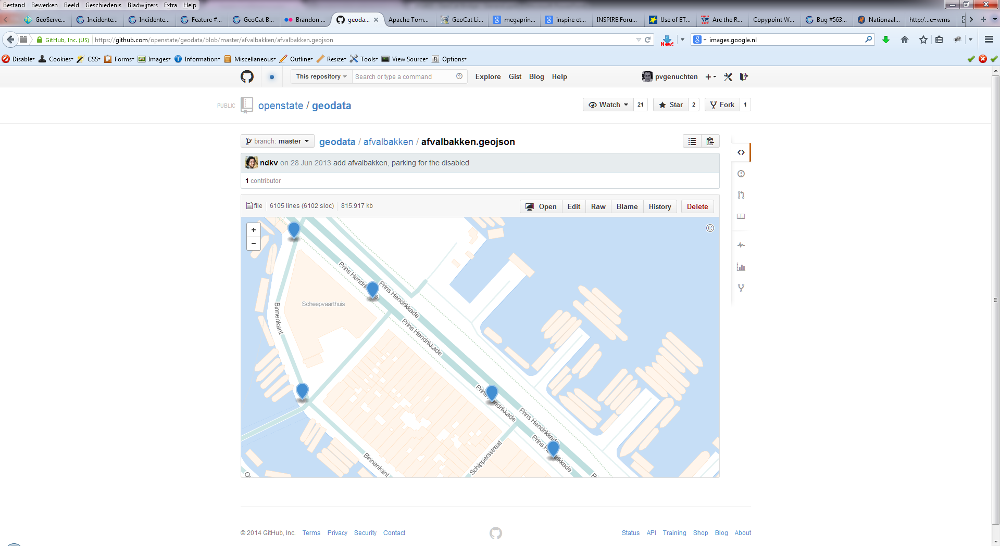 Bestand Bewerken Beeld Geschiedenis Bladwijzers Extra Help
GeoServe... Incidente... Incidente... Feature #... GeoCat B... Brandon ... geoda... Apache Tom... GeoCat Li... megaprin... inspire et... INSPIRE Foru... Use of ET... Are the R... Copypoint W... Bug #563... Nationaal... http:/...e=wms
GitHub, Inc. (US) https://github.com/openstate/geodata/blob/master/afvalbakken/afvalbakken.geojson New! images.google.nl
Disable Cookies CSS Forms Images Information Miscellaneous Outline Resize Tools View Source Options
This repository Search or type a command Explore Gist Blog Help pvgenuchten
PUBLIC openstate / geodata Watch 21 Star 2 Fork 1
branch: master geodata / afvalbakken / afvalbakken.geojson
ndkv on 28 Jun 2013 add afvalbakken, parking for the disabled
1 contributor
file 6105 lines (6102 sloc) 815.917 kb Open Edit Raw Blame History Delete
+
−
©
Prins Hendrikkade
Prins Hendrikkade
Scheepvaarthuis
Binnenkant
Prins Hendrikkade
Prins Hendrikkade
Prins Hendrikkade
Prins Hendrikkade
Schippersstraat
Binnenkant
© 2014 GitHub, Inc. Terms Privacy Security Contact Status API Training Shop Blog About